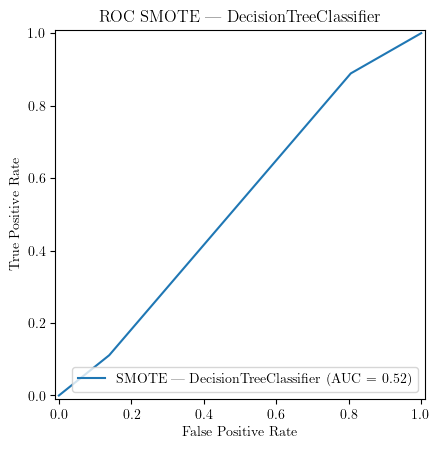 ROC SMOTE — DecisionTreeClassifier
1.0
0.8
0.6
0.4
0.2
0.0
True Positive Rate
SMOTE — DecisionTreeClassifier (AUC = 0.52)
0.0 0.2 0.4 0.6 0.8 1.0
False Positive Rate